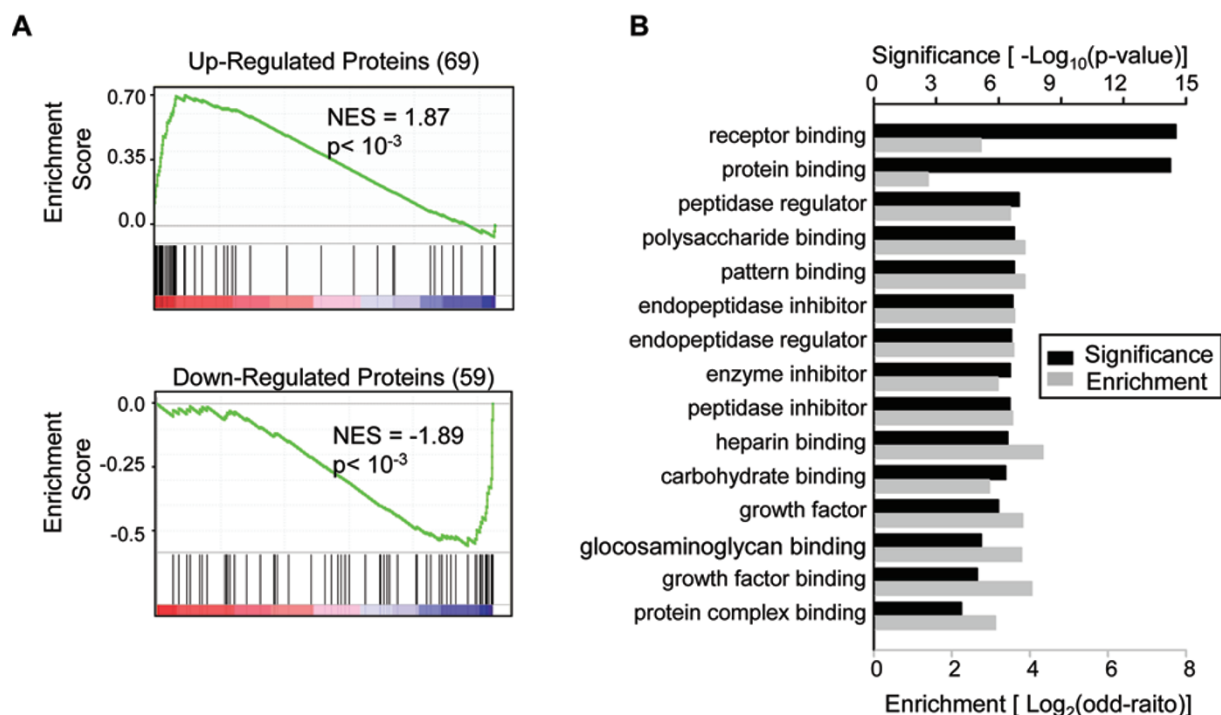 A
Up-Regulated Proteins (69)
Enrichment
Score
0.70
0.35
0.0
NES = 1.87
p< 10-3
Down-Regulated Proteins (59)
Enrichment
Score
0.0
-0.25
-0.5
NES = -1.89
p< 10-3
B
Significance [ -Log10(p-value)]
0 3 6 9 12 15
receptor binding
protein binding
peptidase regulator
polysaccharide binding
pattern binding
endopeptidase inhibitor
endopeptidase regulator
enzyme inhibitor
peptidase inhibitor
heparin binding
carbohydrate binding
growth factor
glocosaminoglycan binding
growth factor binding
protein complex binding
Significance
Enrichment
0 2 4 6 8
Enrichment [ Log2(odd-raito)]